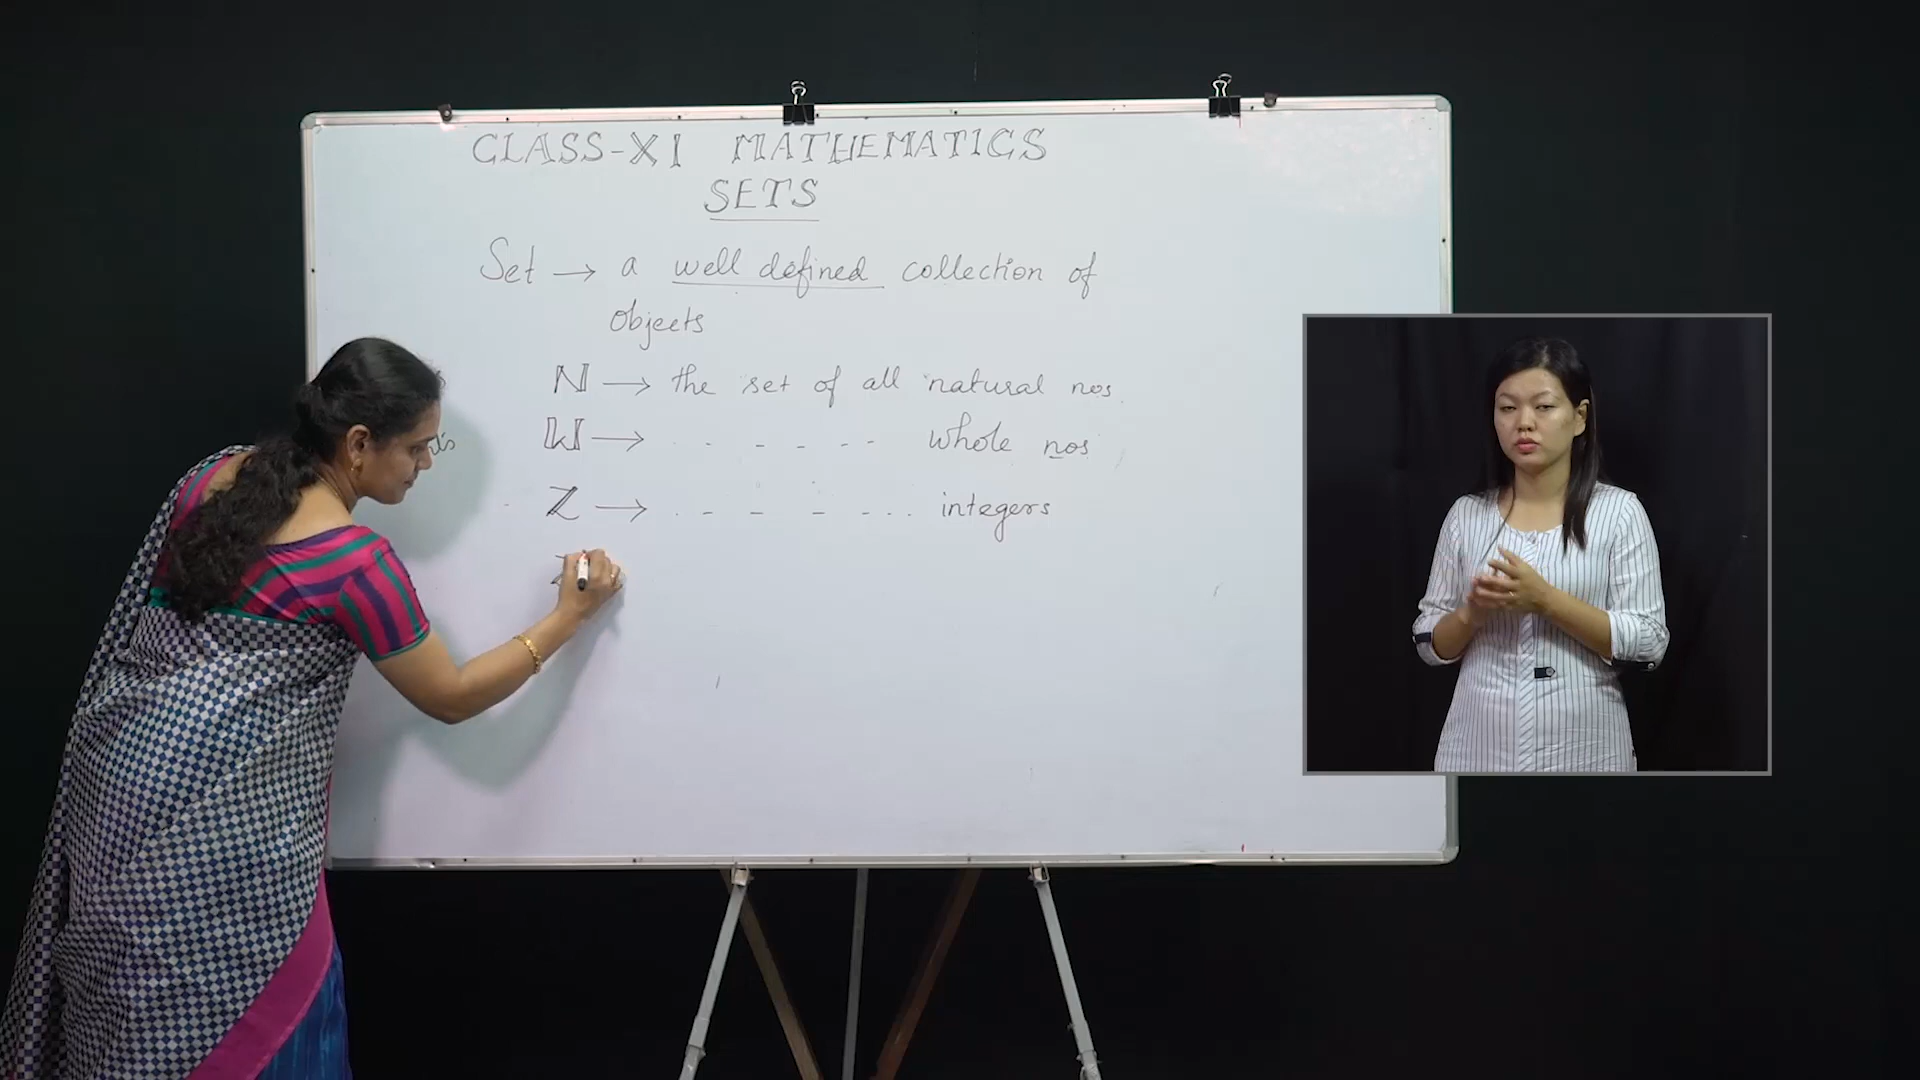 CLASS-XI MATHEMATICS
SETS
Set → a well defined collection of
objects
N → the set of all natural nos.
W → . - - - - - whole nos
Z → . - - - - . . . integers